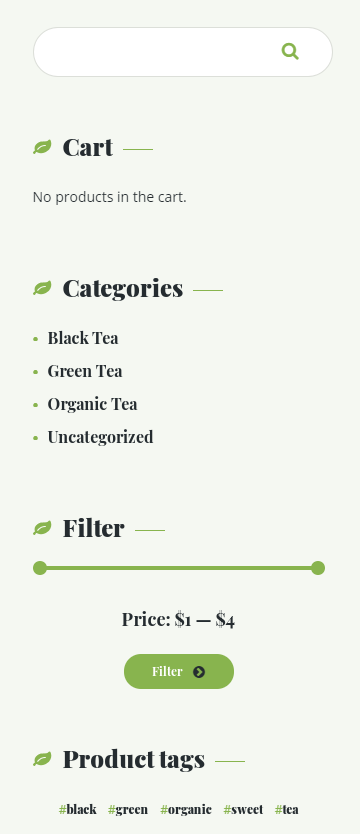 Cart
No products in the cart.
Categories
Black Tea
Green Tea
Organic Tea
Uncategorized
Filter
Price: $1 — $4
Filter
Product tags
#black #green #organic #sweet #tea